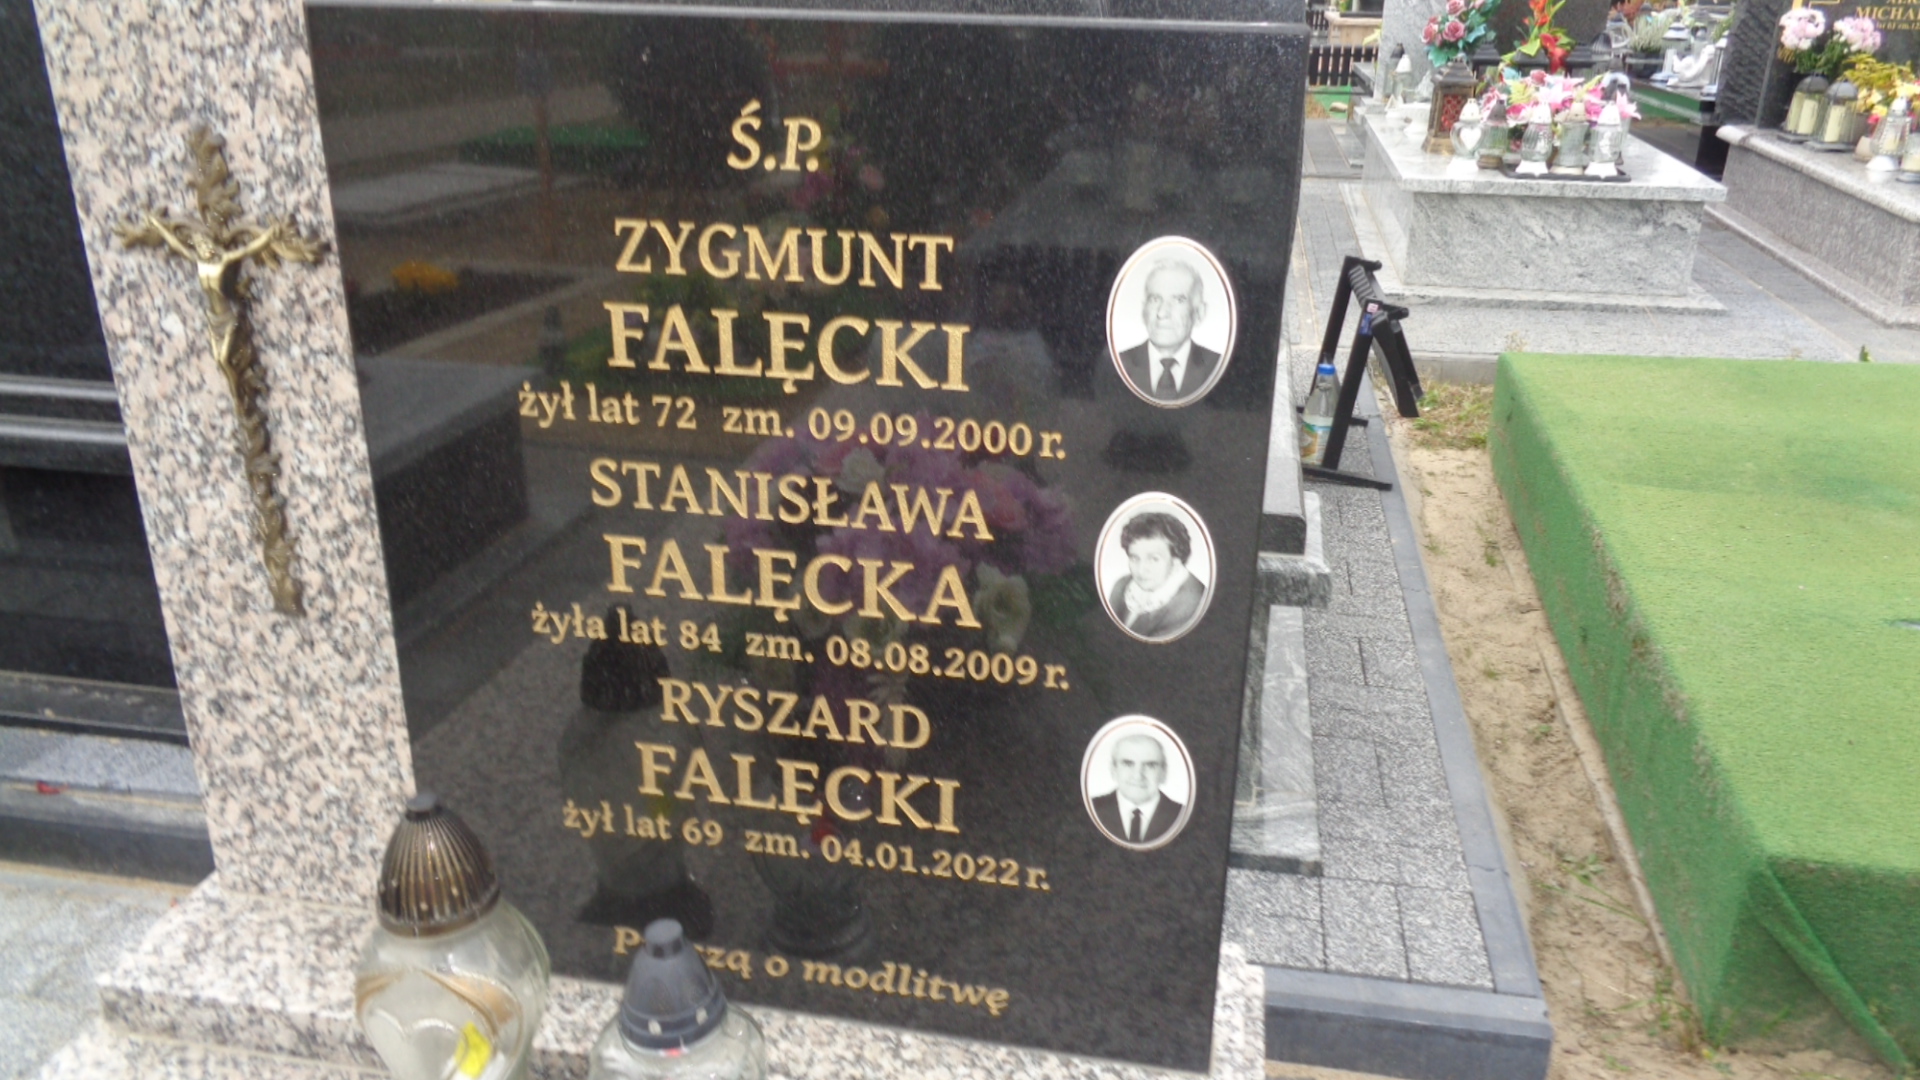 Ś.P.
ZYGMUNT
FALĘCKI
żył lat 72 zm. 09.09.2000 r.
STANISŁAWA
FALĘCKA
żyła lat 84 zm. 08.08.2009 r.
RYSZARD
FALĘCKI
żył lat 69 zm. 04.01.2022 r.
o modlitwę